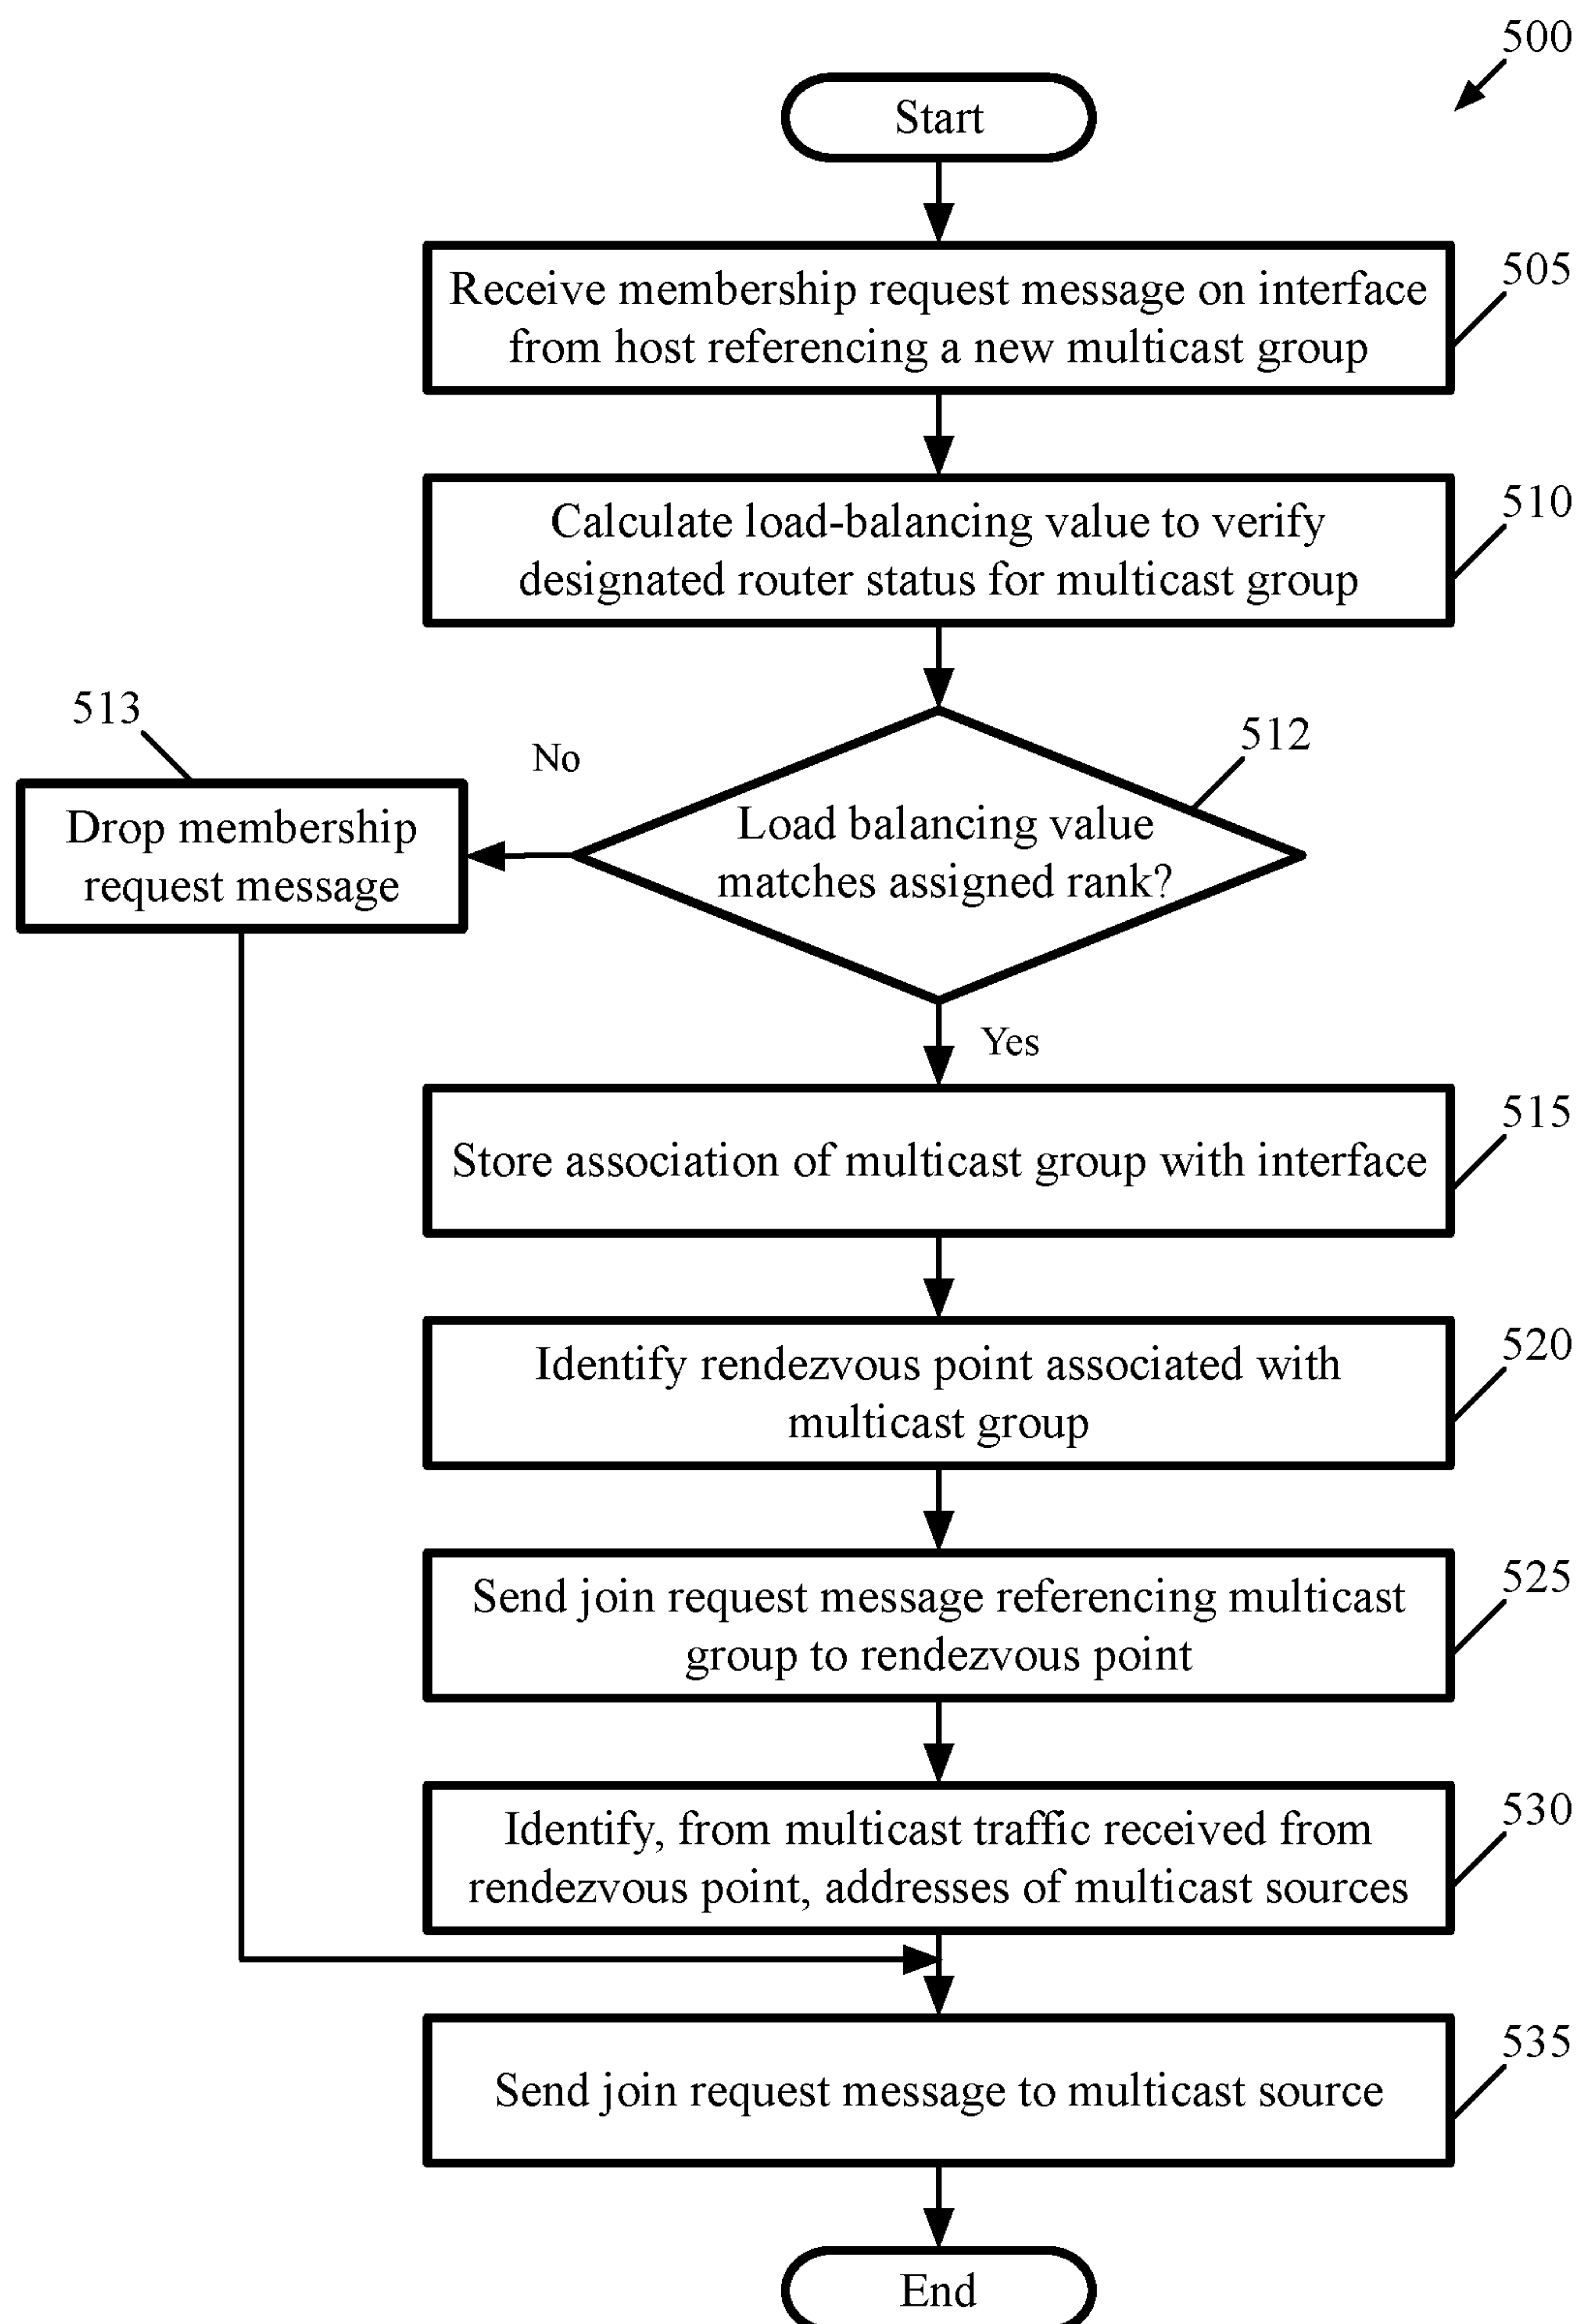 500
Start
Receive membership request message on interface
from host referencing a new multicast group
505
Calculate load-balancing value to verify
designated router status for multicast group
510
513
No
512
Drop membership
request message
Load balancing value
matches assigned rank?
Yes
Store association of multicast group with interface
515
Identify rendezvous point associated with
multicast group
520
Send join request message referencing multicast
group to rendezvous point
525
Identify, from multicast traffic received from
rendezvous point, addresses of multicast sources
530
Send join request message to multicast source
535
End